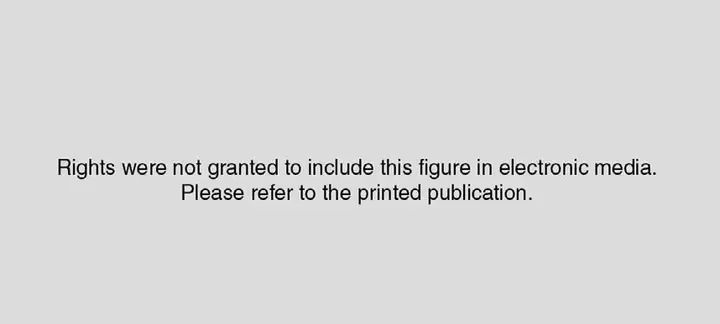 Rights were not granted to include this figure in electronic media.
Please refer to the printed publication.